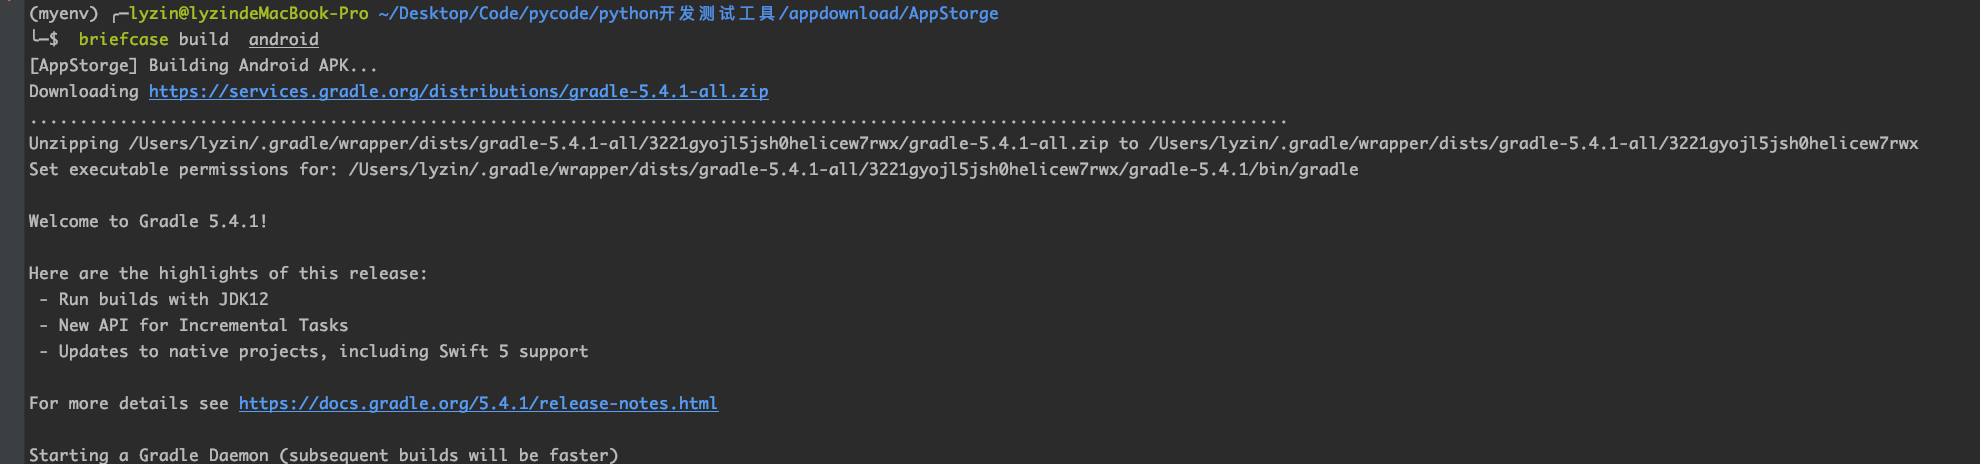 (myenv) ╭─lyzin@lyzindeMacBook-Pro ~/Desktop/Code/pycode/python开发测试工具/appdownload/AppStorge
╰─$  briefcase build  android
[AppStorge] Building Android APK...
Downloading https://services.gradle.org/distributions/gradle-5.4.1-all.zip
..............................................................................................................................
Unzipping /Users/lyzin/.gradle/wrapper/dists/gradle-5.4.1-all/3221gyojl5jsh0helicew7rwx/gradle-5.4.1-all.zip to /Users/lyzin/.gradle/wrapper/dists/gradle-5.4.1-all/3221gyojl5jsh0helicew7rwx
Set executable permissions for: /Users/lyzin/.gradle/wrapper/dists/gradle-5.4.1-all/3221gyojl5jsh0helicew7rwx/gradle-5.4.1/bin/gradle
Welcome to Gradle 5.4.1!
Here are the highlights of this release:
 - Run builds with JDK12
 - New API for Incremental Tasks
 - Updates to native projects, including Swift 5 support
For more details see https://docs.gradle.org/5.4.1/release-notes.html
Starting a Gradle Daemon (subsequent builds will be faster)